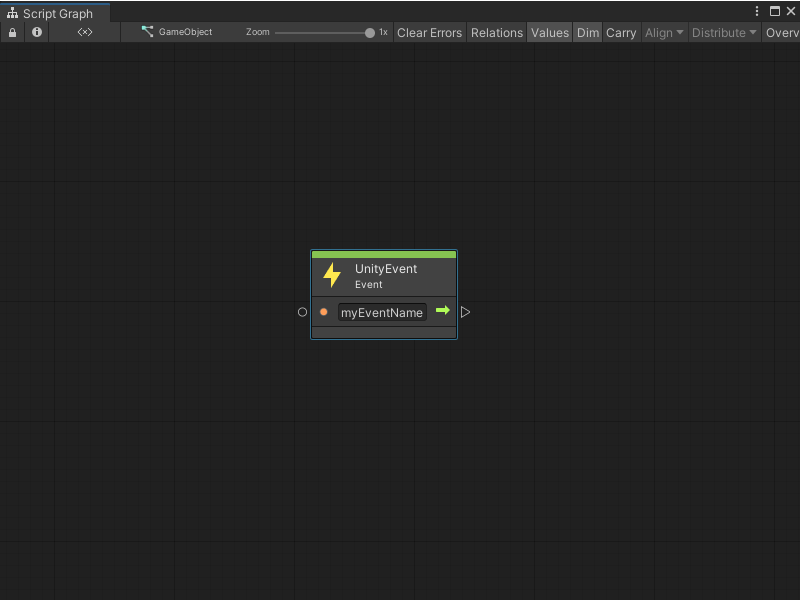 Script Graph
<x> GameObject Zoom 1x Clear Errors Relations Values Dim Carry Align Distribute Overv
UnityEvent
Event
myEventName